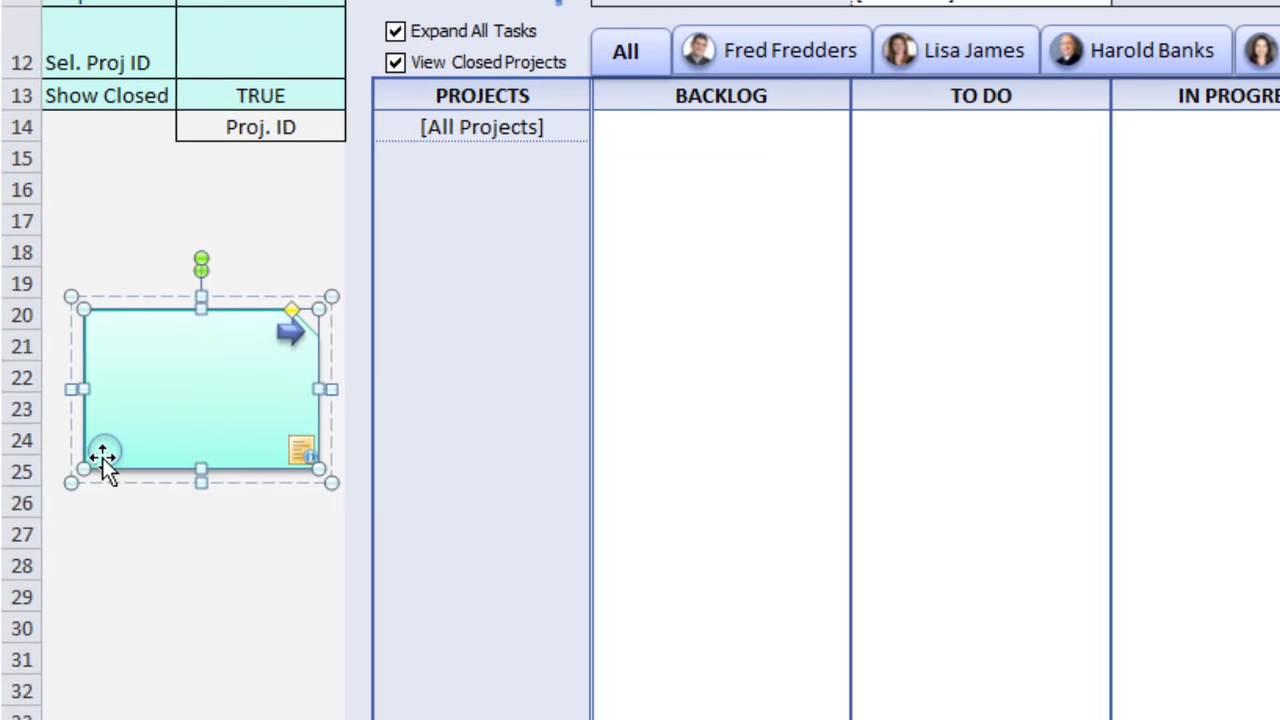 Expand All Tasks
View Closed Projects
All
Fred Fredders
Lisa James
Harold Banks
12 Sel. Proj ID
13 Show Closed TRUE PROJECTS BACKLOG TO DO IN PROGRE
14 Proj. ID [All Projects]
15
16
17
18
19
20
21
22
23
24
25
26
27
28
29
30
31
32